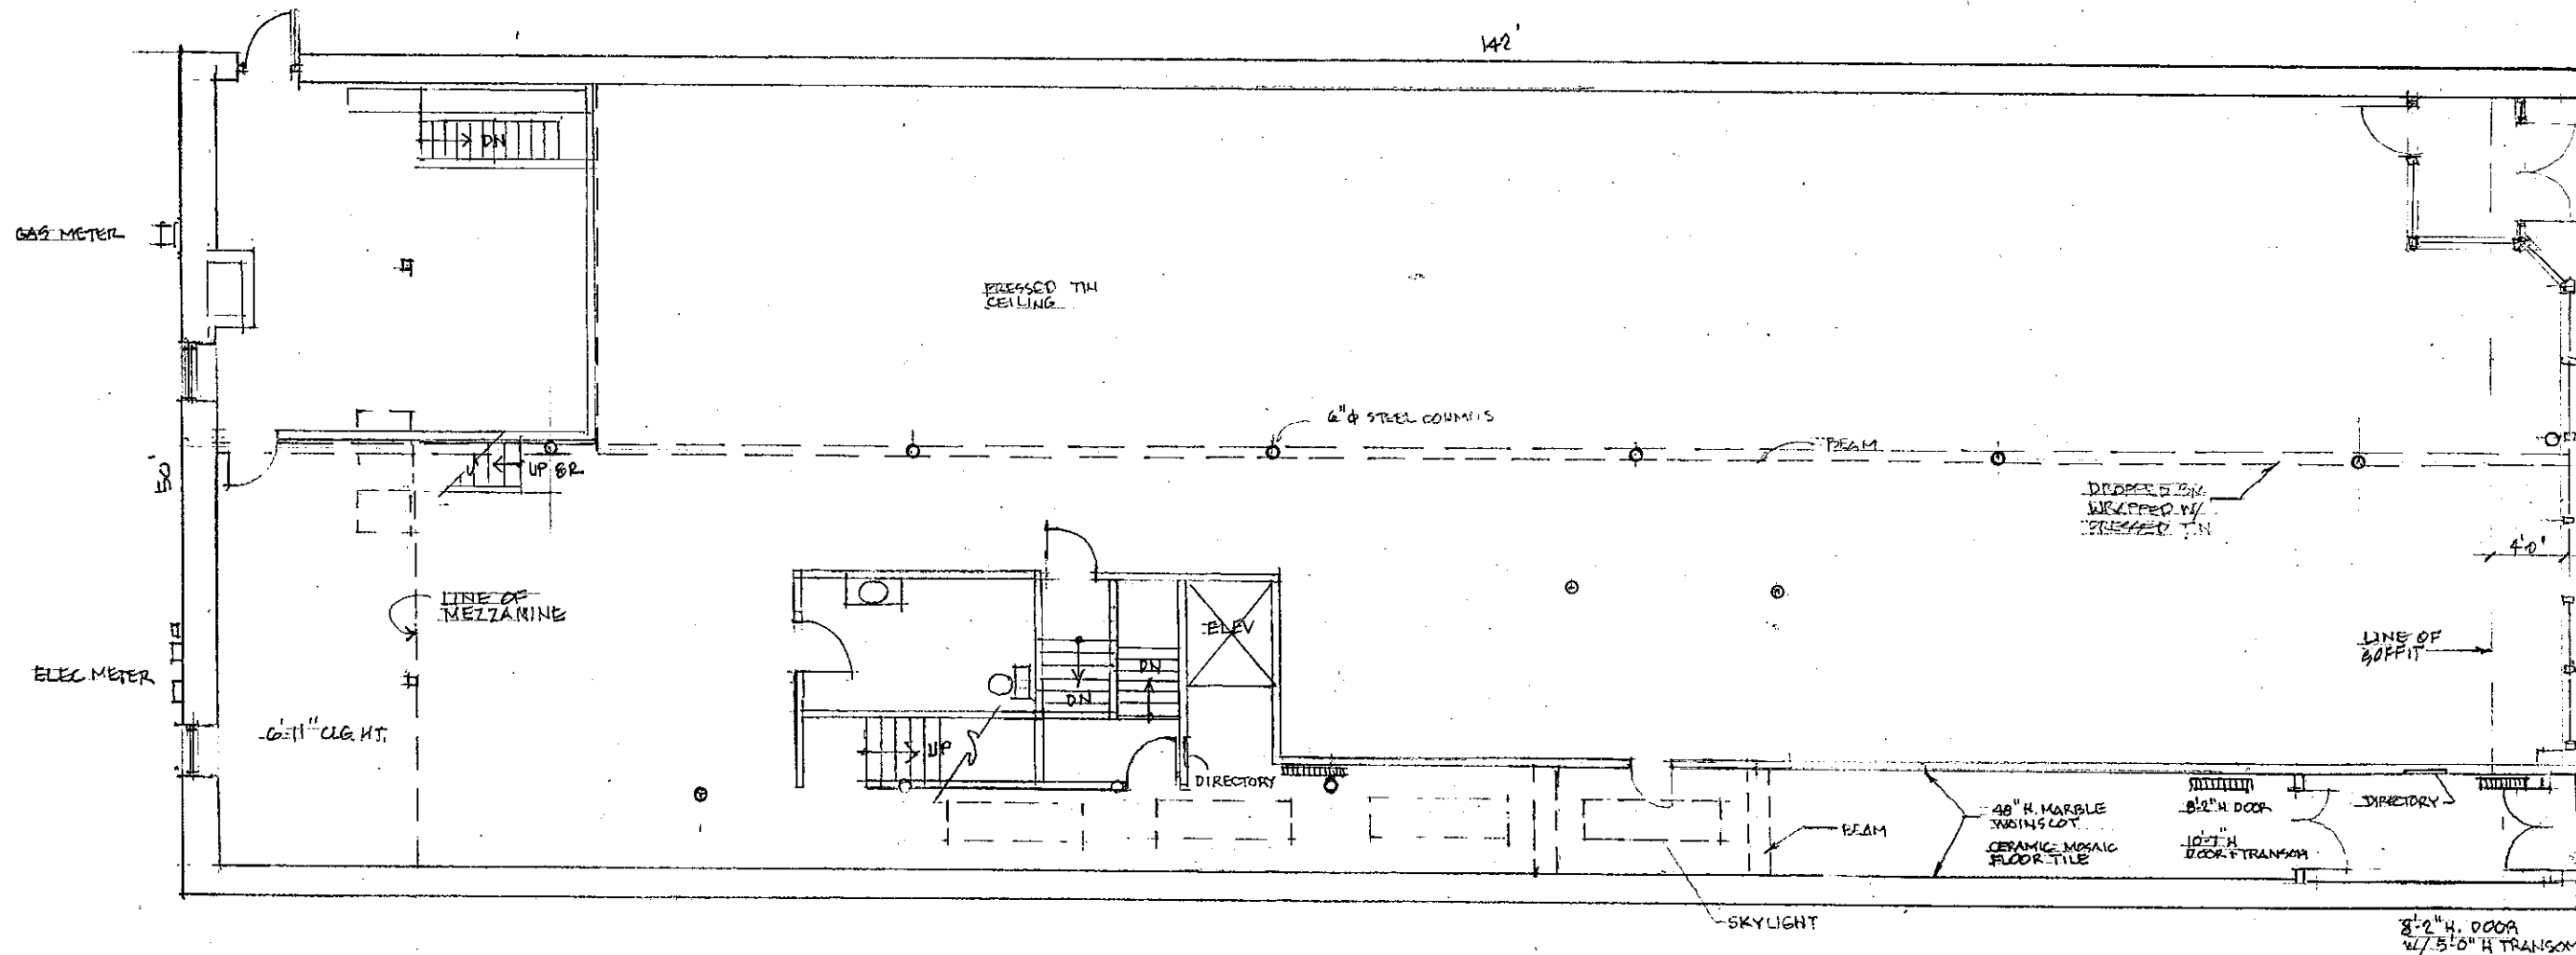 142'
DN
GAS METER
PRESSED TIN
CEILING
6"φ STEEL COLUMNS
BEAM
UP 8R
50'
DROPPED BM
WRAPPED W/
PRESSED TIN
4'0"
LINE OF
MEZZANINE
ELEV
LINE OF
SOFFIT
ELEC METER
DN
DN
6'-11" CLG. HT.
UP
DIRECTORY
48" H. MARBLE
WAINSCOT
CERAMIC MOSAIC
FLOOR TILE
8'-2" H DOOR
10'-7" H
DOOR & TRANSOM
DIRECTORY
BEAM
SKYLIGHT
8'-2" H. DOOR
W/ 5'-0" H TRANSOM